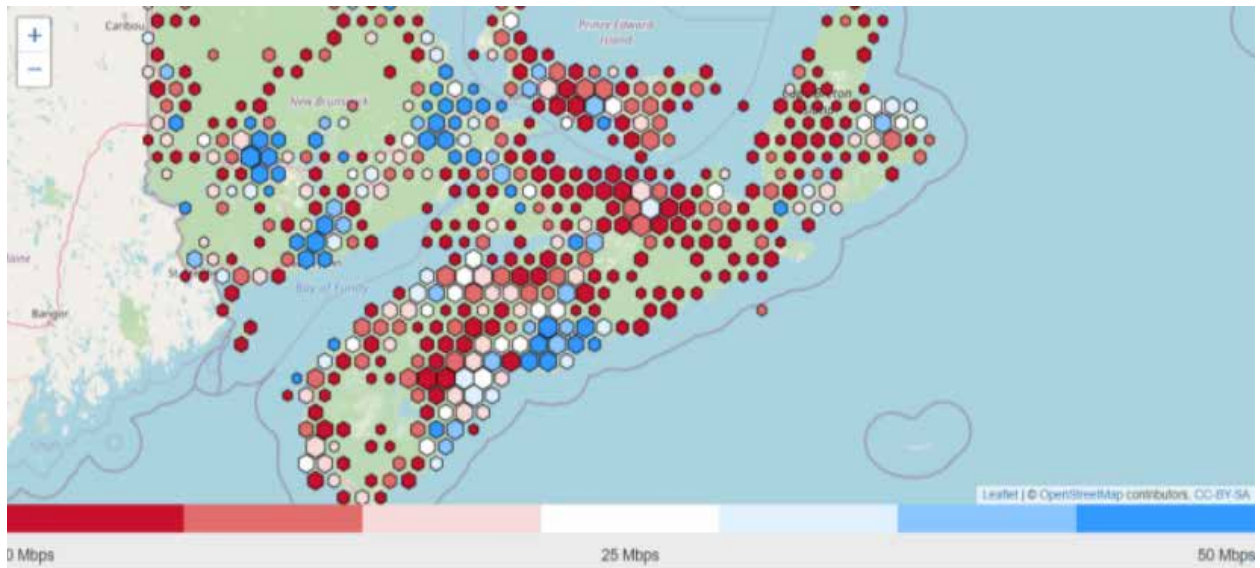 +
−
Caribou
Prince Edward
Island
New Brunswick
Bangor
Bay of Fundy
Leaflet | © OpenStreetMap contributors, CC-BY-SA
0 Mbps
25 Mbps
50 Mbps